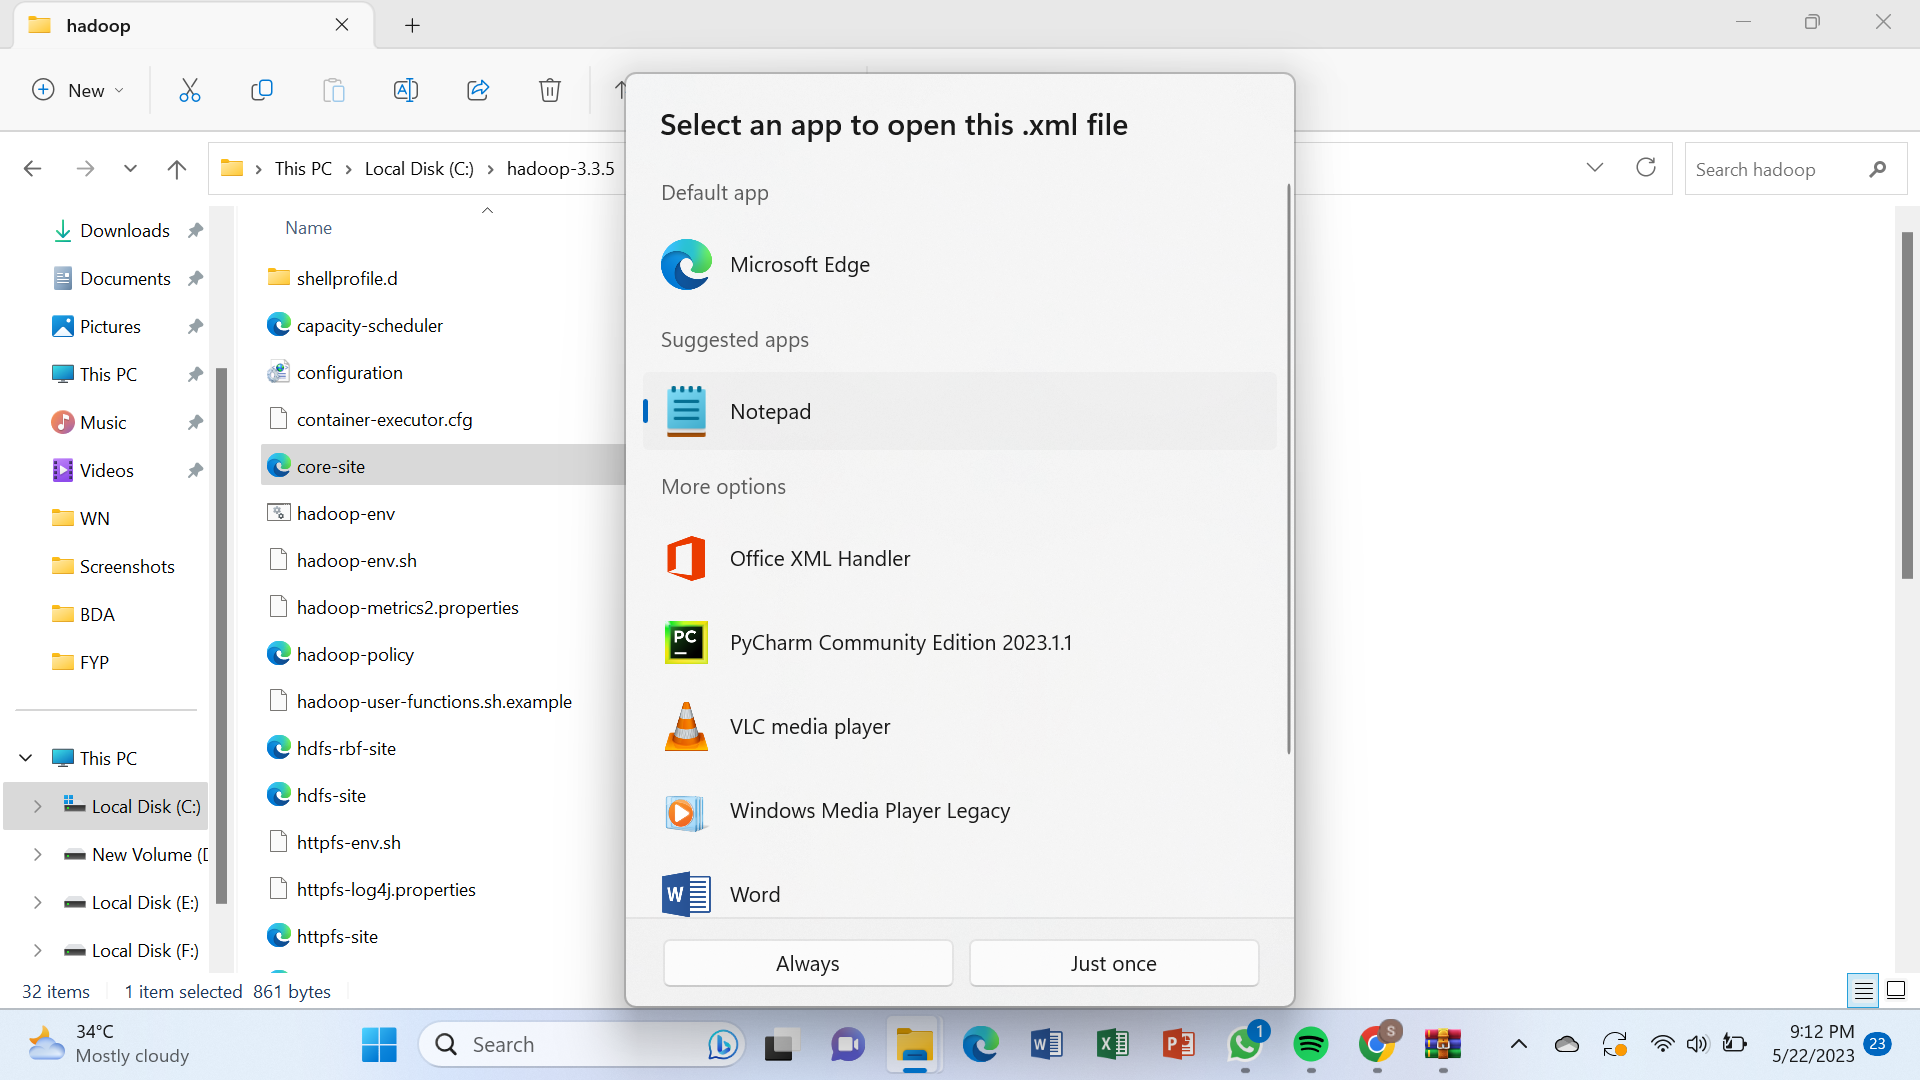 hadoop
New
This PC
Local Disk (C:)
hadoop-3.3.5
Search hadoop
Downloads
Documents
Pictures
This PC
Music
Videos
WN
Screenshots
BDA
FYP
This PC
Local Disk (C:)
New Volume (D
Local Disk (E:)
Local Disk (F:)
Name
shellprofile.d
capacity-scheduler
configuration
container-executor.cfg
core-site
hadoop-env
hadoop-env.sh
hadoop-metrics2.properties
hadoop-policy
hadoop-user-functions.sh.example
hdfs-rbf-site
hdfs-site
httpfs-env.sh
httpfs-log4j.properties
httpfs-site
Select an app to open this .xml file
Default app
Microsoft Edge
Suggested apps
Notepad
More options
Office XML Handler
PC
PyCharm Community Edition 2023.1.1
VLC media player
Windows Media Player Legacy
W
Word
Always
Just once
32 items
1 item selected 861 bytes
34°C
Mostly cloudy
Search
1
S
9:12 PM
5/22/2023
23